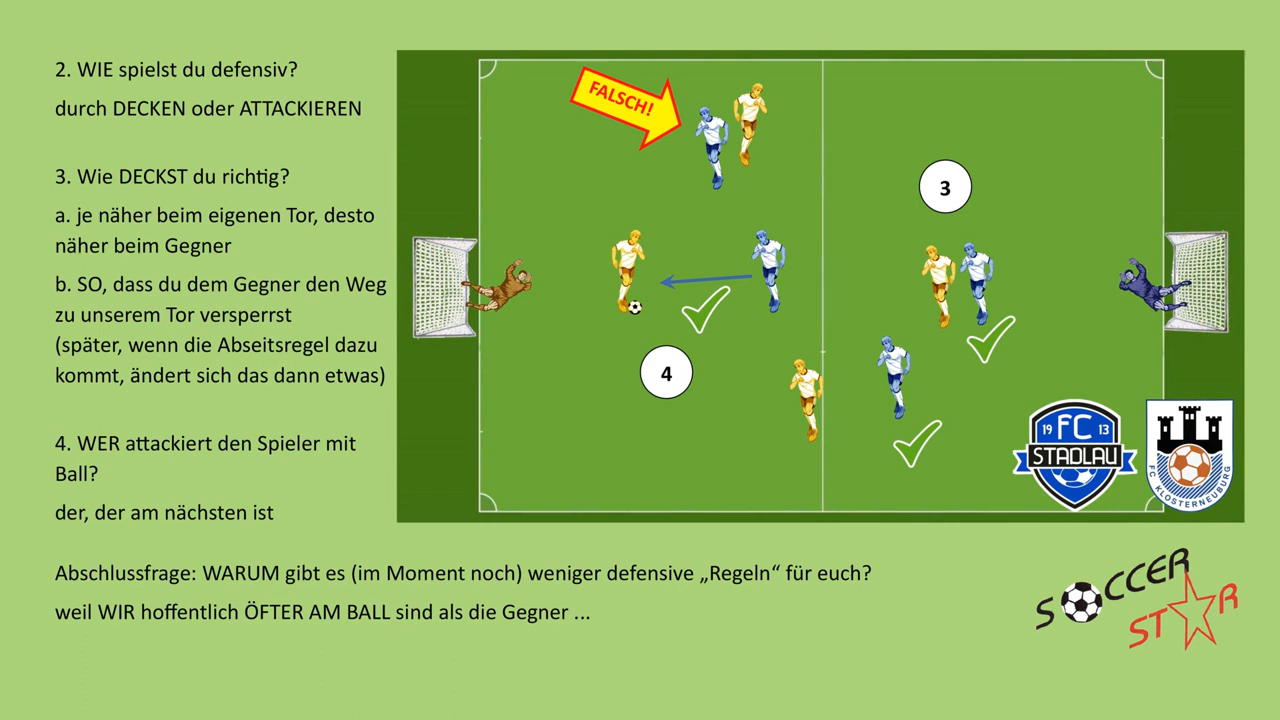 2. WIE spielst du defensiv?
durch DECKEN oder ATTACKIEREN
3. Wie DECKST du richtig?
a. je näher beim eigenen Tor, desto
näher beim Gegner
b. SO, dass du dem Gegner den Weg
zu unserem Tor versperrst
(später, wenn die Abseitsregel dazu
kommt, ändert sich das dann etwas)
4. WER attackiert den Spieler mit
Ball?
der, der am nächsten ist
FALSCH!
3
4
FC
19 13
STADLAU
FC KLOSTERNEUBURG
Abschlussfrage: WARUM gibt es (im Moment noch) weniger defensive „Regeln“ für euch?
weil WIR hoffentlich ÖFTER AM BALL sind als die Gegner ...
SOCCER
STAR